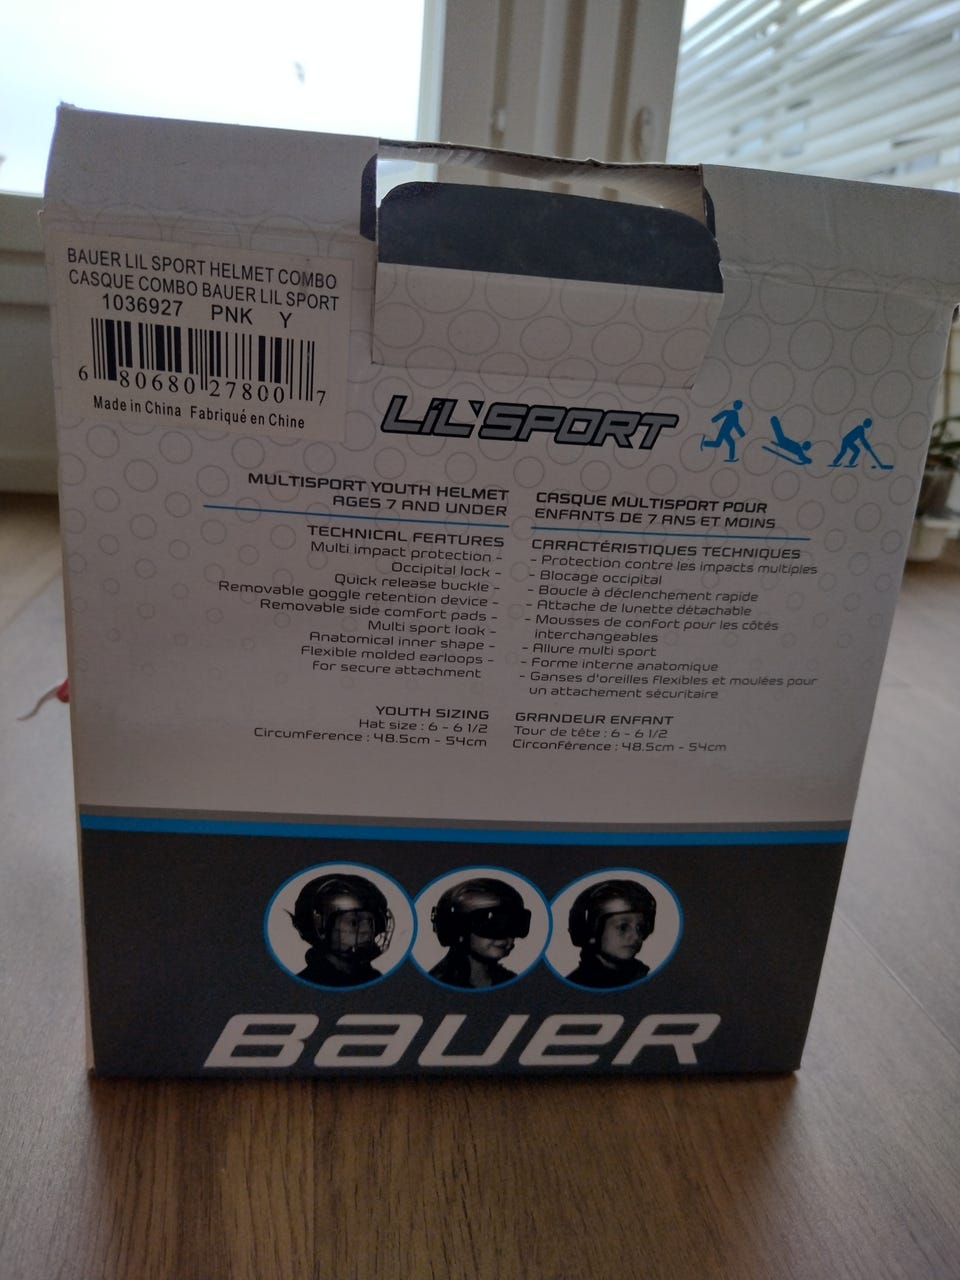 BAUER LIL SPORT HELMET COMBO
CASQUE COMBO BAUER LIL SPORT
1036927 PNK Y
6 80680 27800 7
Made in China Fabriqué en Chine
LIL'SPORT
MULTISPORT YOUTH HELMET
AGES 7 AND UNDER
TECHNICAL FEATURES
Multi impact protection -
Occipital lock -
Quick release buckle -
Removable goggle retention device -
Removable side comfort pads -
Multi sport look -
Anatomical inner shape -
Flexible molded earloops -
for secure attachment
YOUTH SIZING
Hat size : 6 - 6 1/2
Circumference : 48.5cm - 54cm
CASQUE MULTISPORT POUR
ENFANTS DE 7 ANS ET MOINS
CARACTÉRISTIQUES TECHNIQUES
- Protection contre les impacts multiples
- Blocage occipital
- Boucle à déclenchement rapide
- Attache de lunette détachable
- Mousses de confort pour les côtés
interchangeables
- Allure multi sport
- Forme interne anatomique
- Ganses d'oreilles flexibles et moulées pour
un attachement sécuritaire
GRANDEUR ENFANT
Tour de tête : 6 - 6 1/2
Circonférence : 48.5cm - 54cm
BAUER